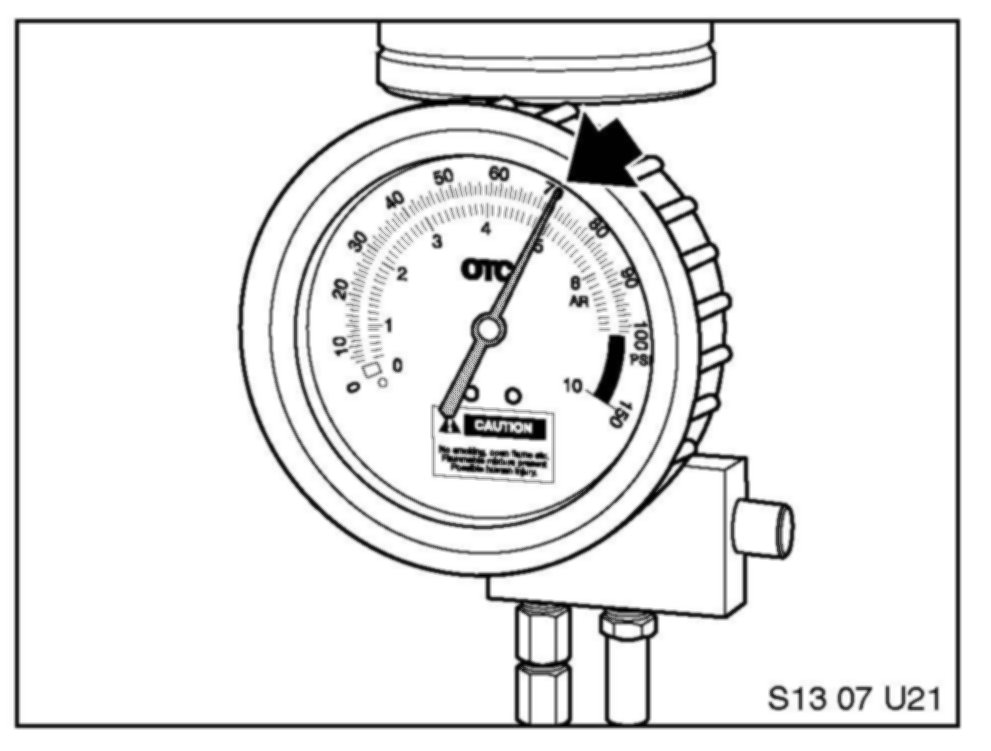 0
10
20
30
40
50
60
70
80
90
100
PSI
150
0
1
2
3
4
5
6
AR
10
OTC
CAUTION
No smoking, open flame etc.
Flammable mixture present
Possible human injury.
S13 07 U21